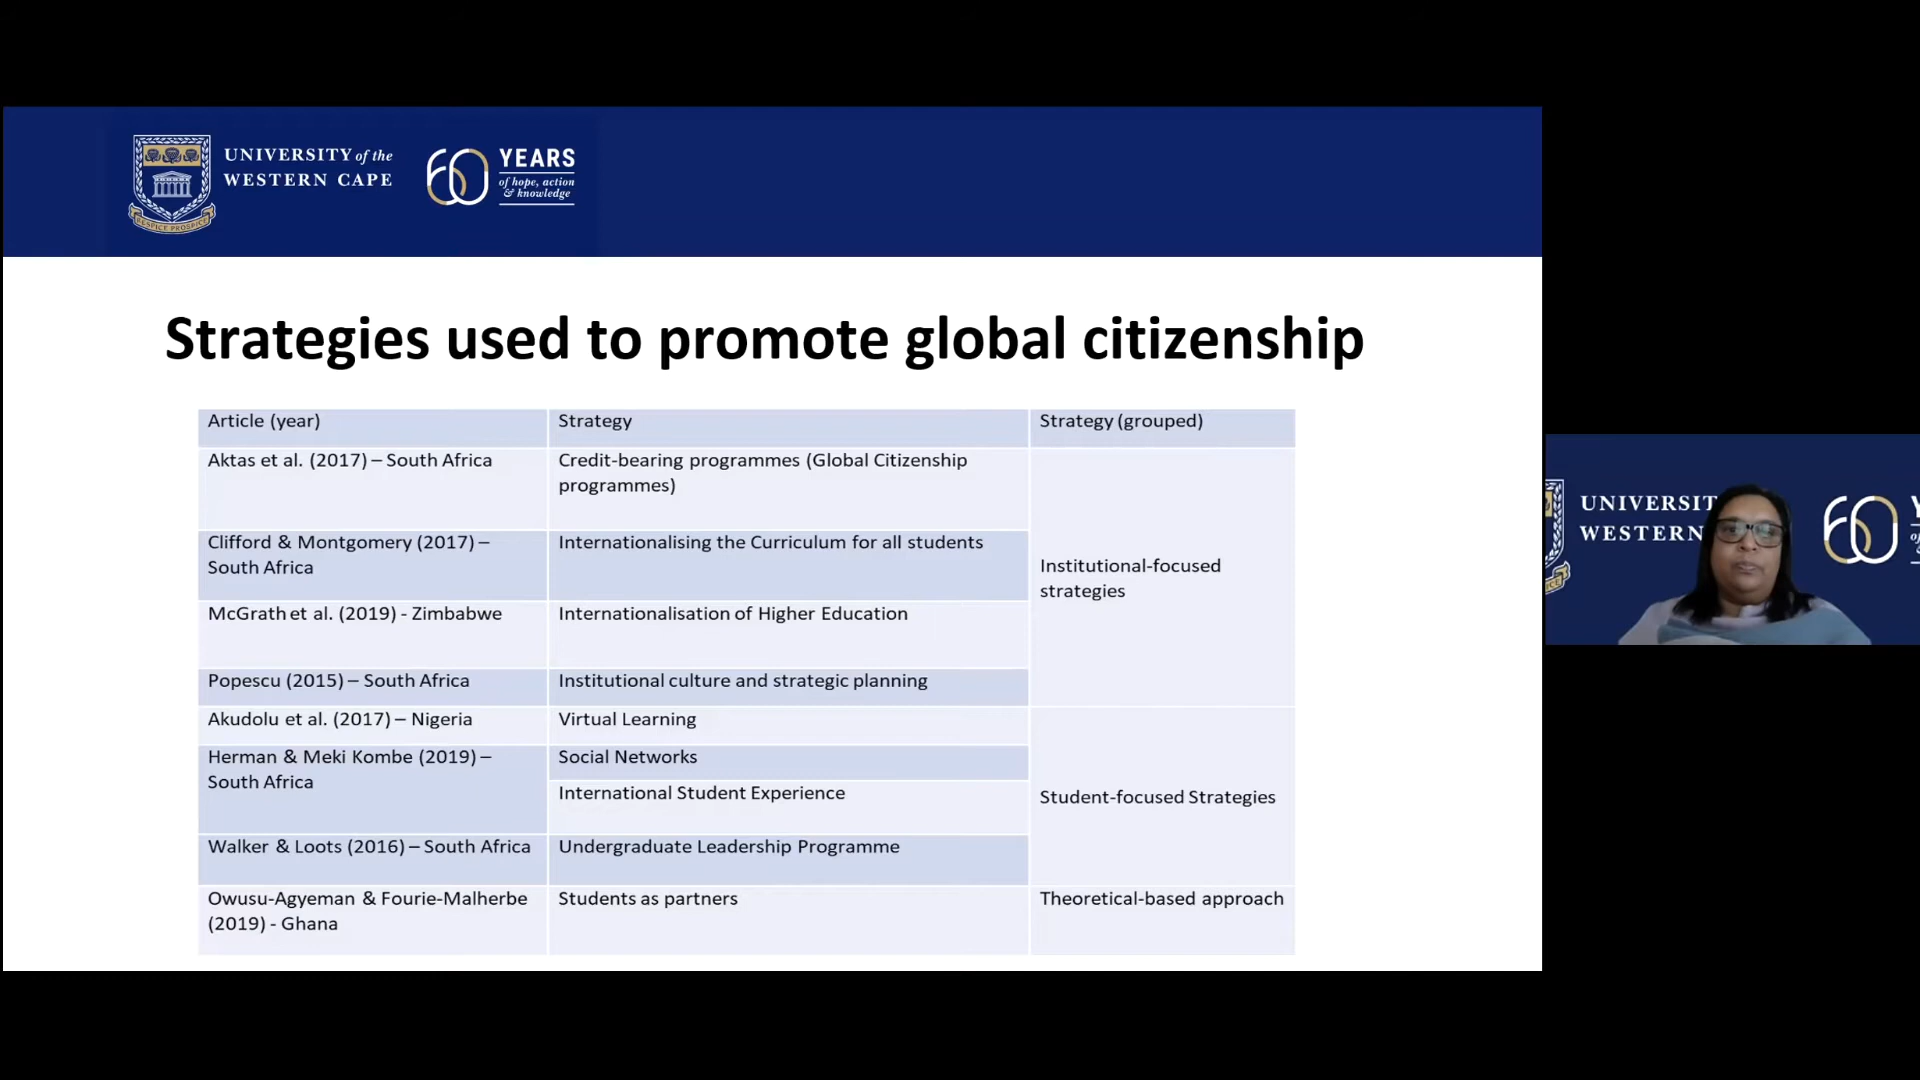 UNIVERSITY of the
WESTERN CAPE
60 YEARS
of hope, action
& knowledge
RESPICE PROSPICE
Strategies used to promote global citizenship
Article (year)
Strategy
Strategy (grouped)
Aktas et al. (2017) – South Africa
Credit-bearing programmes (Global Citizenship
programmes)
Institutional-focused
strategies
Clifford & Montgomery (2017) –
South Africa
Internationalising the Curriculum for all students
McGrath et al. (2019) - Zimbabwe
Internationalisation of Higher Education
Popescu (2015) – South Africa
Institutional culture and strategic planning
Akudolu et al. (2017) – Nigeria
Virtual Learning
Student-focused Strategies
Herman & Meki Kombe (2019) –
South Africa
Social Networks
International Student Experience
Walker & Loots (2016) – South Africa
Undergraduate Leadership Programme
Owusu-Agyeman & Fourie-Malherbe
(2019) - Ghana
Students as partners
Theoretical-based approach
UNIVERSIT
WESTERN
60